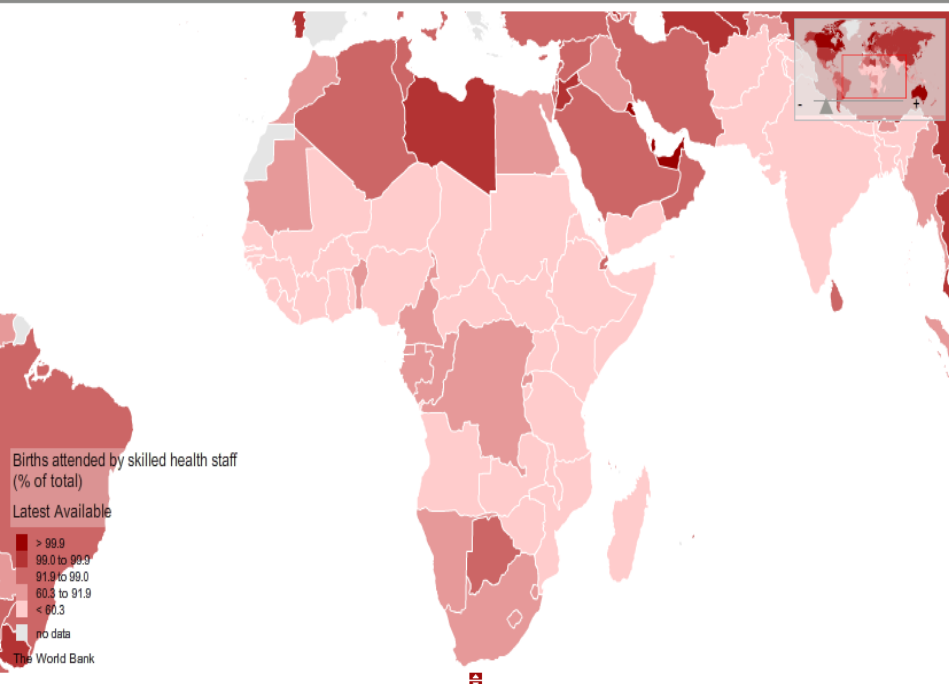 - +
Births attended by skilled health staff
(% of total)
Latest Available
> 99.9
99.0 to 99.9
91.9 to 99.0
60.3 to 91.9
< 60.3
no data
The World Bank